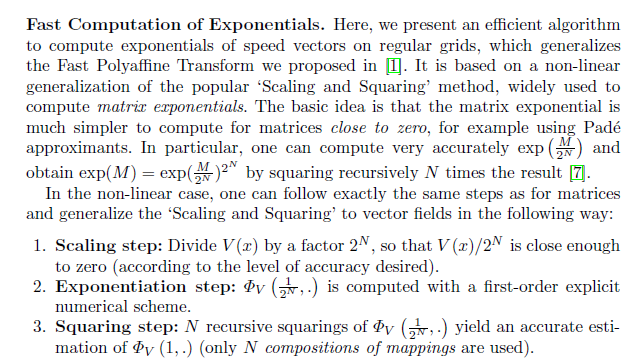 Fast Computation of Exponentials. Here, we present an efficient algorithm
to compute exponentials of speed vectors on regular grids, which generalizes
the Fast Polyaffine Transform we proposed in [1]. It is based on a non-linear
generalization of the popular ‘Scaling and Squaring’ method, widely used to
compute matrix exponentials. The basic idea is that the matrix exponential is
much simpler to compute for matrices close to zero, for example using Padé
approximants. In particular, one can compute very accurately exp(M/2^N) and
obtain exp(M) = exp(M/2^N)^{2^N} by squaring recursively N times the result [7].
In the non-linear case, one can follow exactly the same steps as for matrices
and generalize the ‘Scaling and Squaring’ to vector fields in the following way:
1. Scaling step: Divide V(x) by a factor 2^N, so that V(x)/2^N is close enough
to zero (according to the level of accuracy desired).
2. Exponentiation step: Φ_V(1/2^N, .) is computed with a first-order explicit
numerical scheme.
3. Squaring step: N recursive squarings of Φ_V(1/2^N, .) yield an accurate esti-
mation of Φ_V(1, .) (only N compositions of mappings are used).